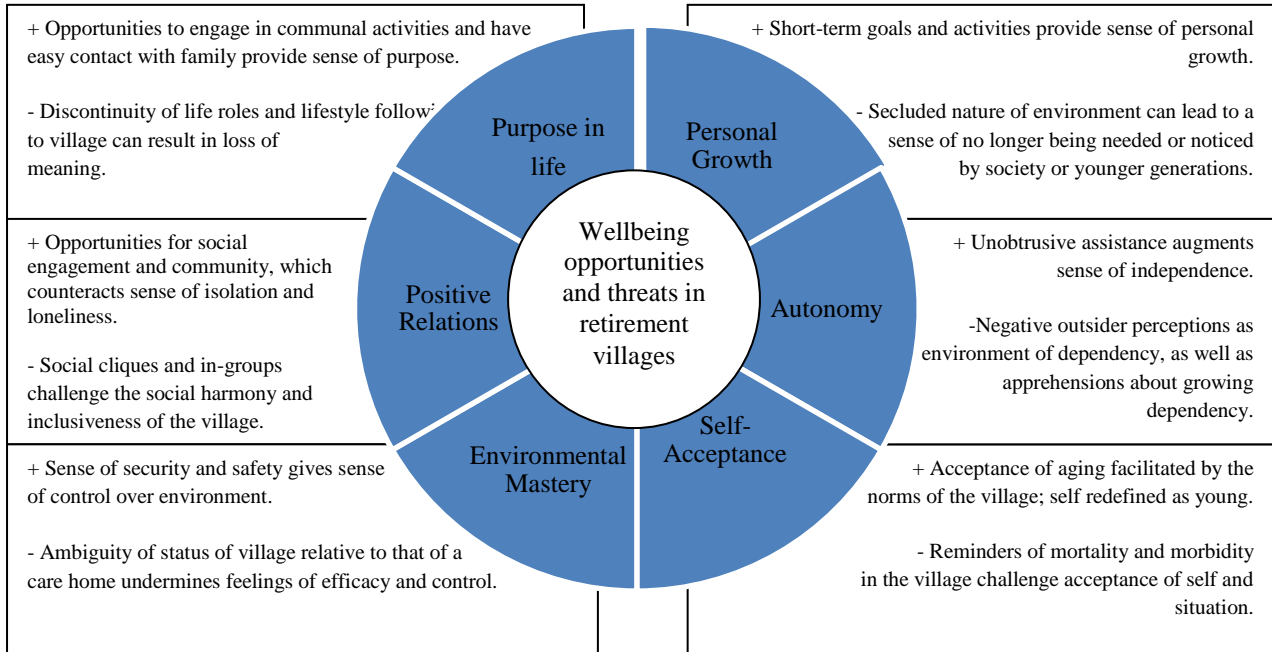 + Opportunities to engage in communal activities and have
easy contact with family provide sense of purpose.
- Discontinuity of life roles and lifestyle
to village can result in loss of
meaning.
+ Opportunities for social
engagement and community, which
counteracts sense of isolation and
loneliness.
- Social cliques and in-groups
challenge the social harmony and
inclusiveness of the village.
+ Sense of security and safety gives sense
of control over environment.
- Ambiguity of status of village relative to that of a
care home undermines feelings of efficacy and control.
Purpose in
life
Personal
Growth
Positive
Relations
Wellbeing
opportunities
and threats in
retirement
villages
Autonomy
Environmental
Mastery
Self-
Acceptance
+ Short-term goals and activities provide sense of personal
growth.
- Secluded nature of environment can lead to a
sense of no longer being needed or noticed
by society or younger generations.
+ Unobtrusive assistance augments
sense of independence.
-Negative outsider perceptions as
environment of dependency, as well as
apprehensions about growing
dependency.
+ Acceptance of aging facilitated by the
norms of the village; self redefined as young.
- Reminders of mortality and morbidity
in the village challenge acceptance of self and
situation.